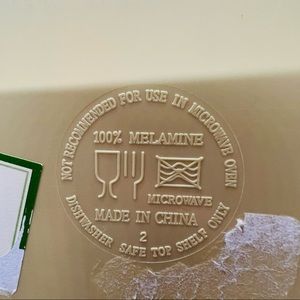 NOT RECOMMENDED FOR USE IN MICROWAVE OVEN
100% MELAMINE
MICROWAVE
MADE IN CHINA
2
DISHWASHER SAFE TOP SHELF ONLY